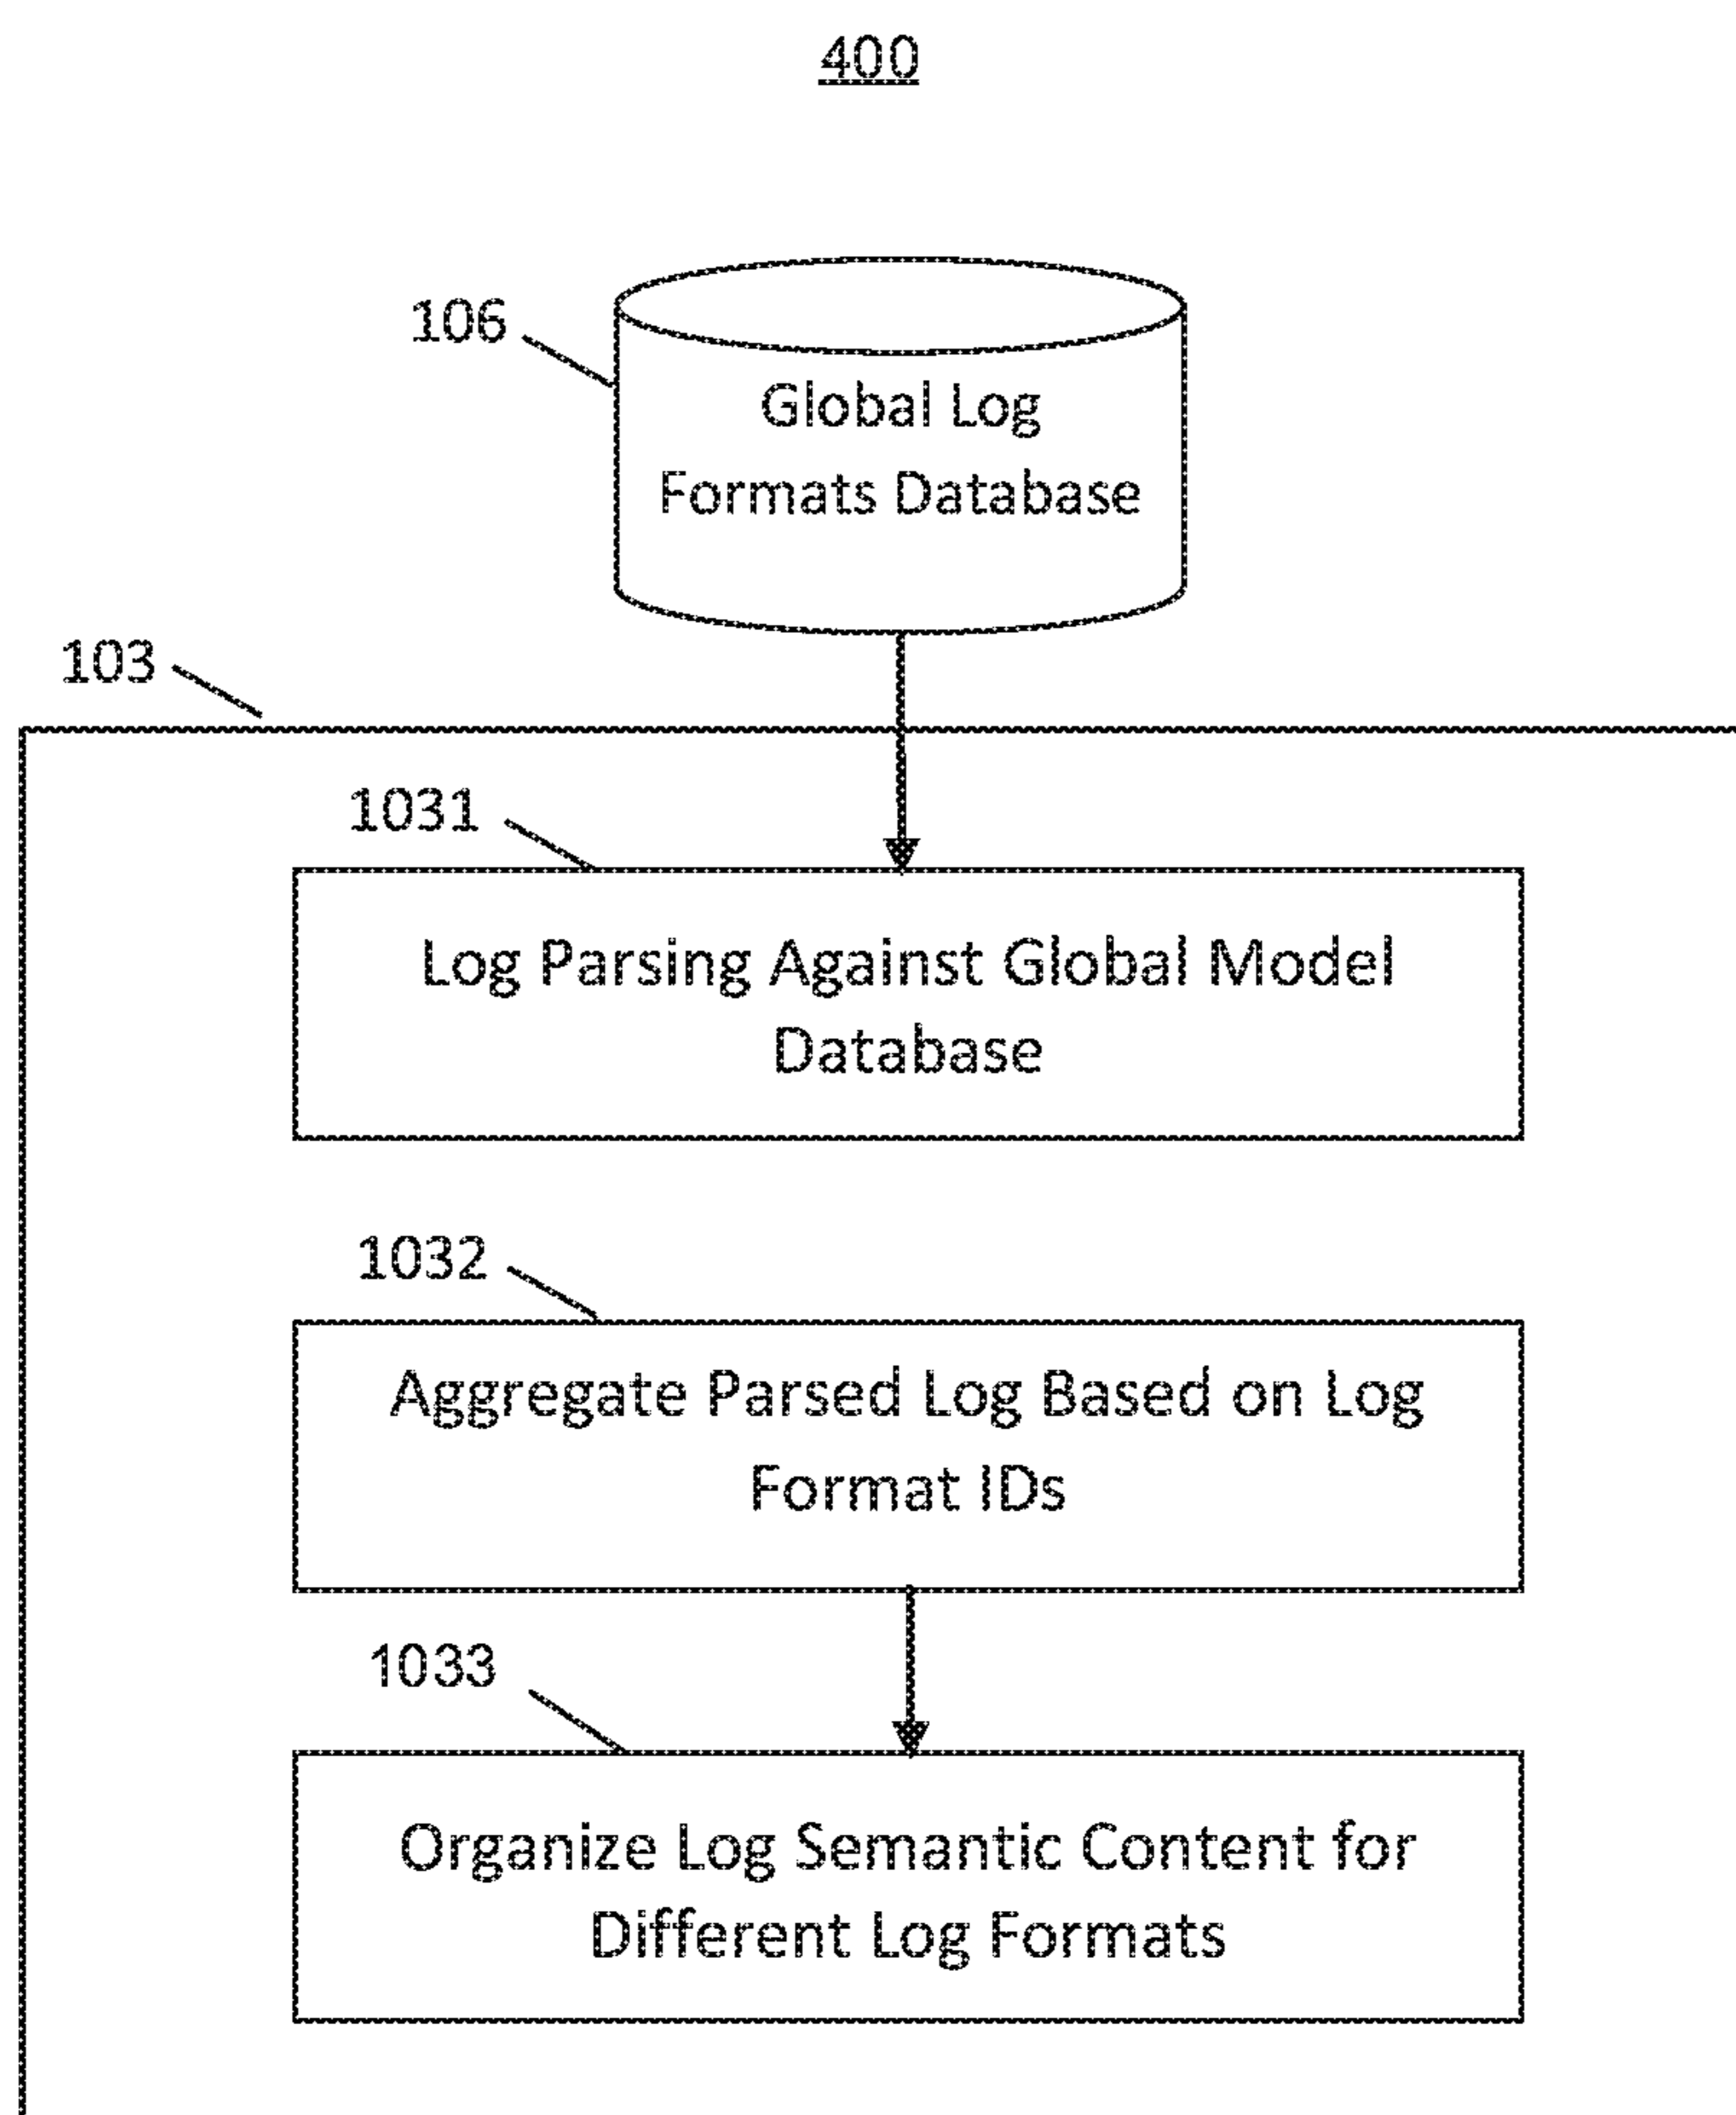 400
106
Global Log
Formats Database
103
1031
Log Parsing Against Global Model
Database
1032
Aggregate Parsed Log Based on Log
Format IDs
1033
Organize Log Semantic Content for
Different Log Formats